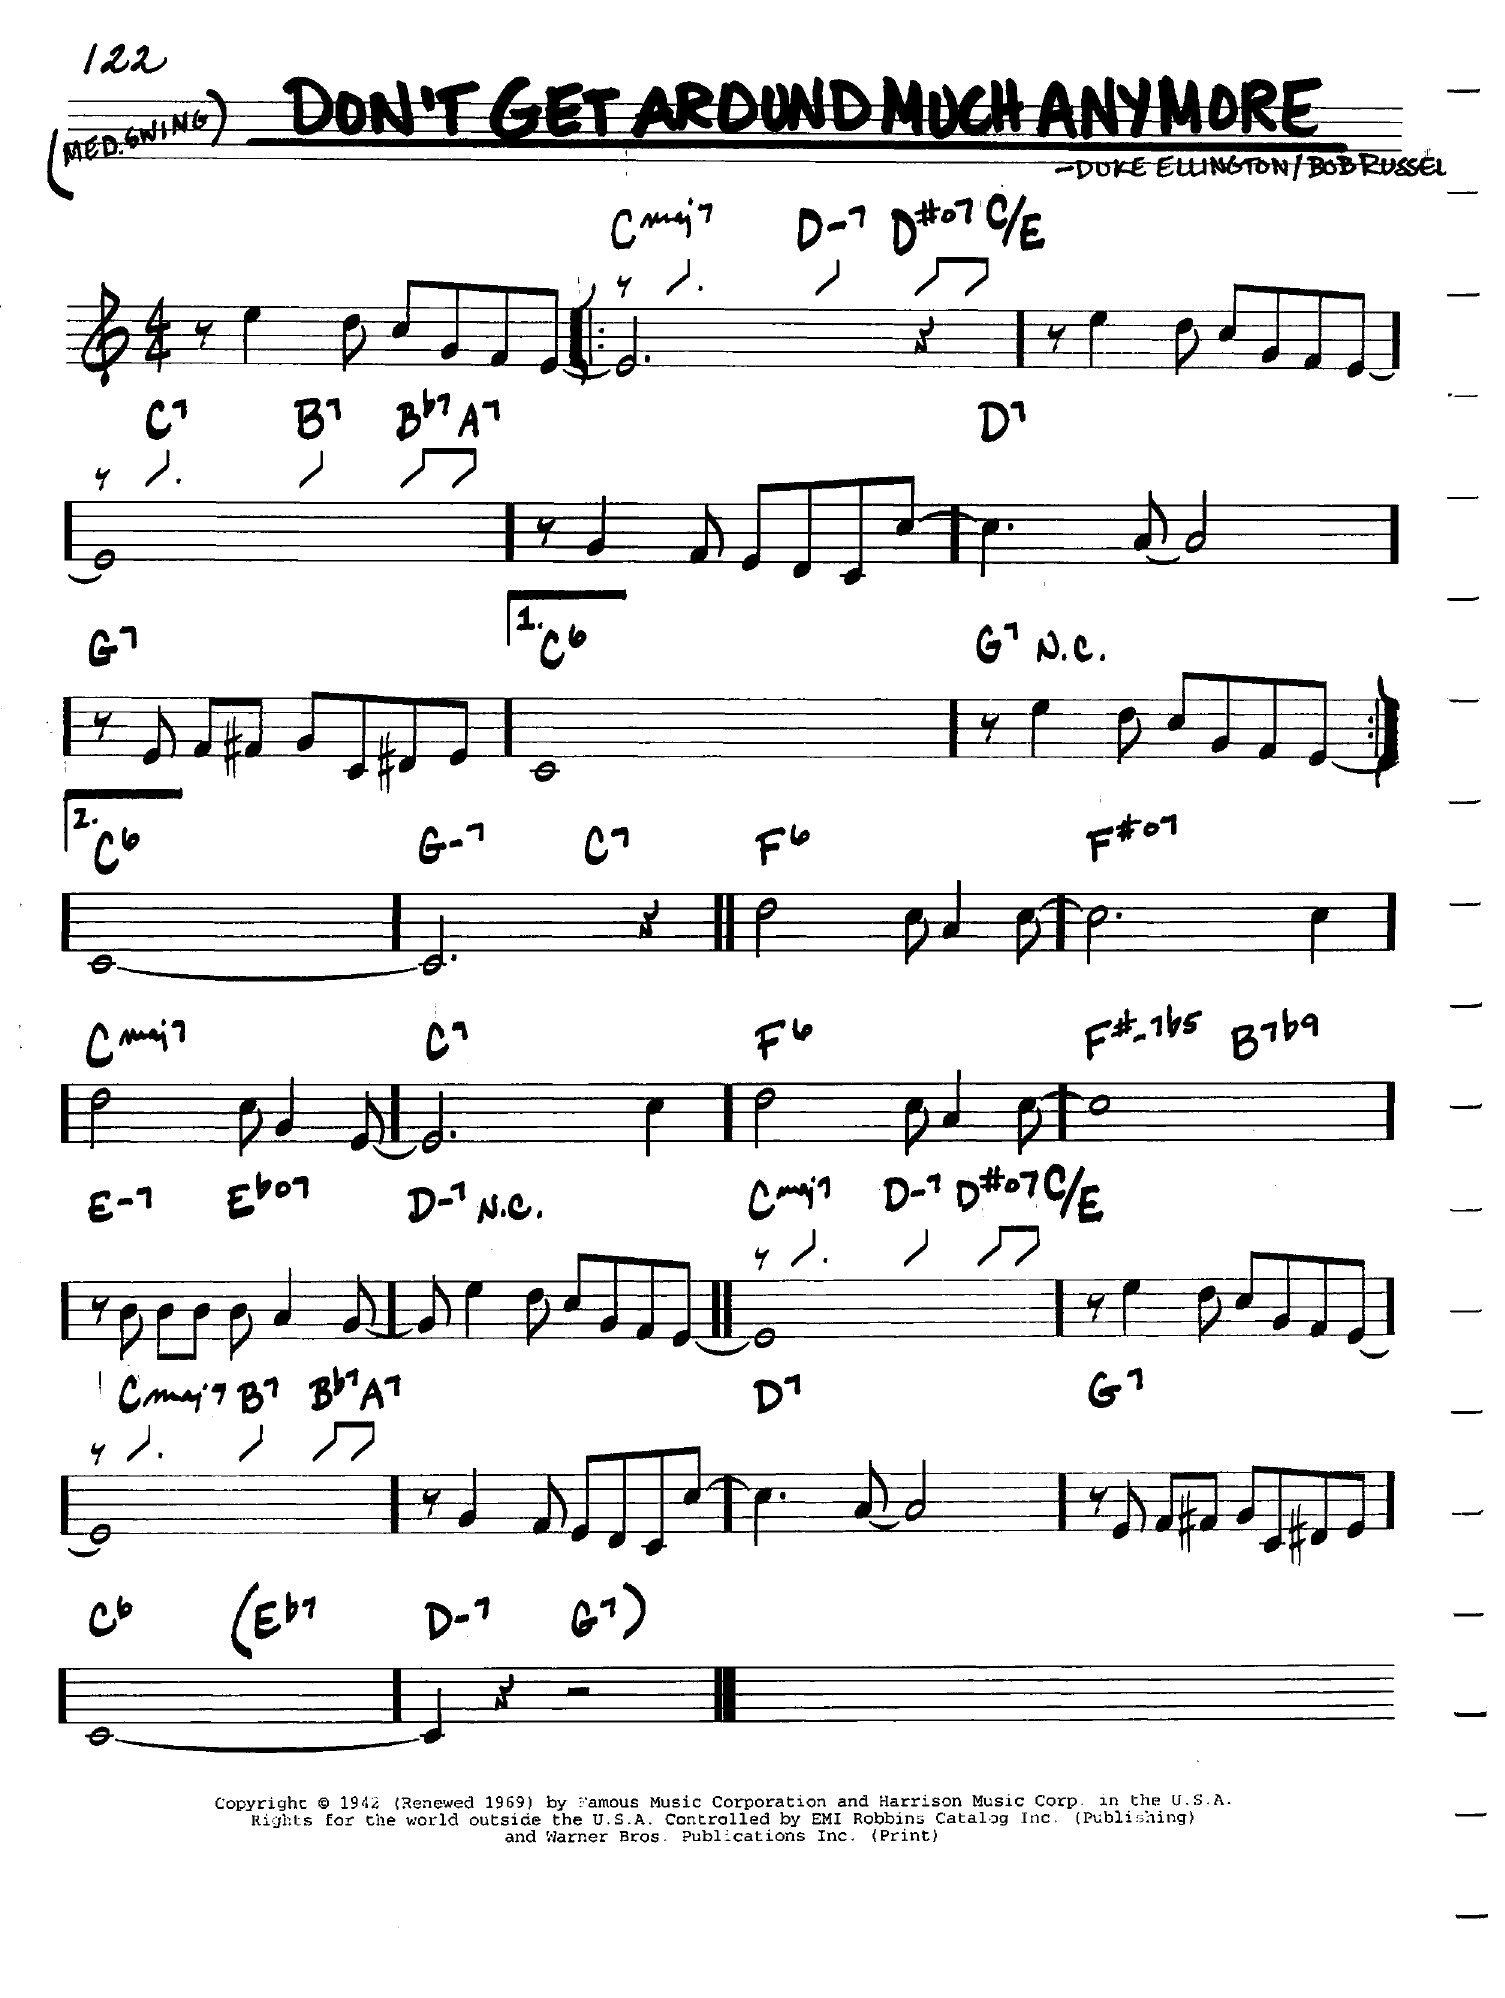 122
DON'T GET AROUND MUCH ANYMORE
(MED. SWING)
-DUKE ELLINGTON/BOB RUSSEL
Cmaj7 D-7 D#o7 C/E
4
4
C7 B7 Bb7 A7 D7
1.
G7 C6 G7 N.C.
2.
C6 G-7 C7 F6 F#o7
Cmaj7 C7 F6 F#-7b5 B7b9
E-7 Ebo7 D-7 N.C. Cmaj7 D-7 D#o7 C/E
Cmaj7 B7 Bb7 A7 D7 G7
C6 (Eb7 D-7 G7)
Copyright © 1942 (Renewed 1969) by Famous Music Corporation and Harrison Music Corp. in the U.S.A.
Rights for the world outside the U.S.A. Controlled by EMI Robbins Catalog Inc. (Publishing)
and Warner Bros. Publications Inc. (Print)